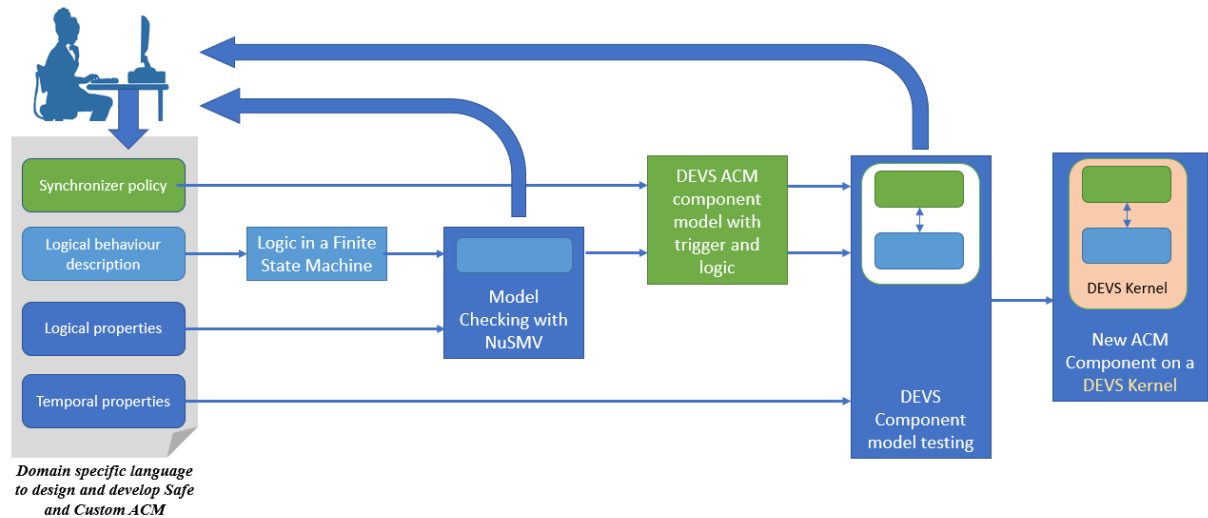 Synchronizer policy
Logical behaviour
description
Logical properties
Temporal properties
Domain specific language
to design and develop Safe
and Custom ACM
Logic in a Finite
State Machine
Model
Checking with
NuSMV
DEVS ACM
component
model with
trigger and
logic
DEVS
Component
model testing
DEVS Kernel
New ACM
Component on a
DEVS Kernel